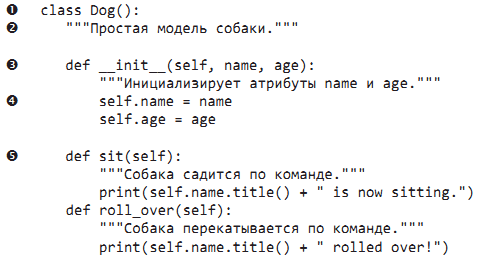 ❶ class Dog():
❷ """Простая модель собаки."""
❸ def __init__(self, name, age):
"""Инициализирует атрибуты name и age."""
❹ self.name = name
self.age = age
❺ def sit(self):
"""Собака садится по команде."""
print(self.name.title() + " is now sitting.")
def roll_over(self):
"""Собака перекатывается по команде."""
print(self.name.title() + " rolled over!")